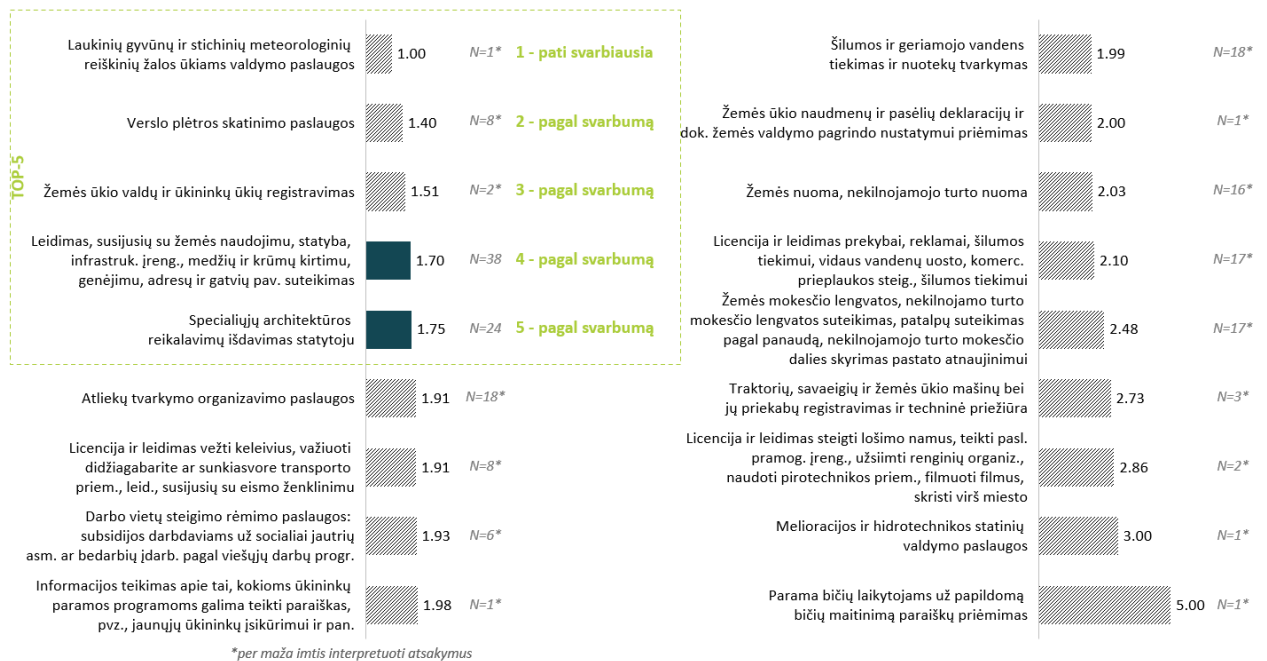 TOP-5
Laukinių gyvūnų ir stichinių meteorologinių
reiškinių žalos ūkiams valdymo paslaugos
1.00
N=1*
1 - pati svarbiausia
Verslo plėtros skatinimo paslaugos
1.40
N=8*
2 - pagal svarbumą
Žemės ūkio valdų ir ūkininkų ūkių registravimas
1.51
N=2*
3 - pagal svarbumą
Leidimas, susijusių su žemės naudojimu, statyba,
infrastruk. įreng., medžių ir krūmų kirtimu,
genėjimu, adresų ir gatvių pav. suteikimas
1.70
N=38
4 - pagal svarbumą
Specialiųjų architektūros
reikalavimų išdavimas statytoju
1.75
N=24
5 - pagal svarbumą
Atliekų tvarkymo organizavimo paslaugos
1.91
N=18*
Licencija ir leidimas vežti keleivius, važiuoti
didžiagabarite ar sunkiasvore transporto
priem., leid., susijusių su eismo ženklinimu
1.91
N=8*
Darbo vietų steigimo rėmimo paslaugos:
subsidijos darbdaviams už socialiai jautrių
asm. ar bedarbių įdarb. pagal viešųjų darbų progr.
1.93
N=6*
Informacijos teikimas apie tai, kokioms ūkininkų
paramos programoms galima teikti paraiškas,
pvz., jaunųjų ūkininkų įsikūrimui ir pan.
1.98
N=1*
Šilumos ir geriamojo vandens
tiekimas ir nuotekų tvarkymas
1.99
N=18*
Žemės ūkio naudmenų ir pasėlių deklaracijų ir
dok. žemės valdymo pagrindo nustatymui priėmimas
2.00
N=1*
Žemės nuoma, nekilnojamojo turto nuoma
2.03
N=16*
Licencija ir leidimas prekybai, reklamai, šilumos
tiekimui, vidaus vandenų uosto, komerc.
prieplaukos steig., šilumos tiekimui
2.10
N=17*
Žemės mokesčio lengvatos, nekilnojamo turto
mokesčio lengvatos suteikimas, patalpų suteikimas
pagal panaudą, nekilnojamojo turto mokesčio
dalies skyrimas pastato atnaujinimui
2.48
N=17*
Traktorių, savaeigių ir žemės ūkio mašinų bei
jų priekabų registravimas ir techninė priežiūra
2.73
N=3*
Licencija ir leidimas steigti lošimo namus, teikti pasl.
pramog. įreng., užsiimti renginių organiz.,
naudoti pirotechnikos priem., filmuoti filmus,
skristi virš miesto
2.86
N=2*
Melioracijos ir hidrotechnikos statinių
valdymo paslaugos
3.00
N=1*
Parama bičių laikytojams už papildomą
bičių maitinimą paraiškų priėmimas
5.00
N=1*
*per maža imtis interpretuoti atsakymus